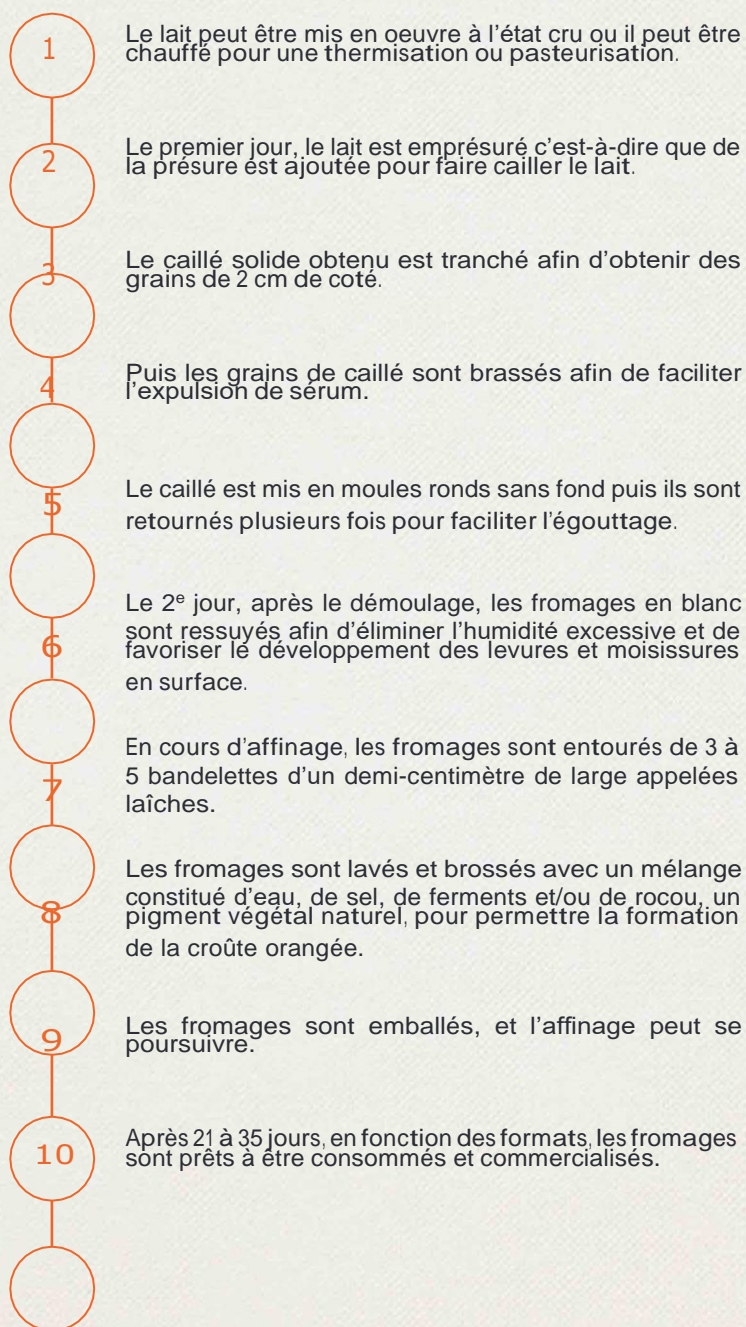 1
Le lait peut être mis en oeuvre à l’état cru ou il peut être
chauffé pour une thermisation ou pasteurisation.
2
Le premier jour, le lait est emprésuré c’est-à-dire que de
la présure est ajoutée pour faire cailler le lait.
3
Le caillé solide obtenu est tranché afin d’obtenir des
grains de 2 cm de coté.
4
Puis les grains de caillé sont brassés afin de faciliter
l’expulsion de sérum.
5
Le caillé est mis en moules ronds sans fond puis ils sont
retournés plusieurs fois pour faciliter l’égouttage.
6
Le 2e jour, après le démoulage, les fromages en blanc
sont ressuyés afin d’éliminer l’humidité excessive et de
favoriser le développement des levures et moisissures
en surface.
7
En cours d’affinage, les fromages sont entourés de 3 à
5 bandelettes d’un demi-centimètre de large appelées
laîches.
8
Les fromages sont lavés et brossés avec un mélange
constitué d’eau, de sel, de ferments et/ou de rocou, un
pigment végétal naturel, pour permettre la formation
de la croûte orangée.
9
Les fromages sont emballés, et l’affinage peut se
poursuivre.
10
Après 21 à 35 jours, en fonction des formats, les fromages
sont prêts à être consommés et commercialisés.